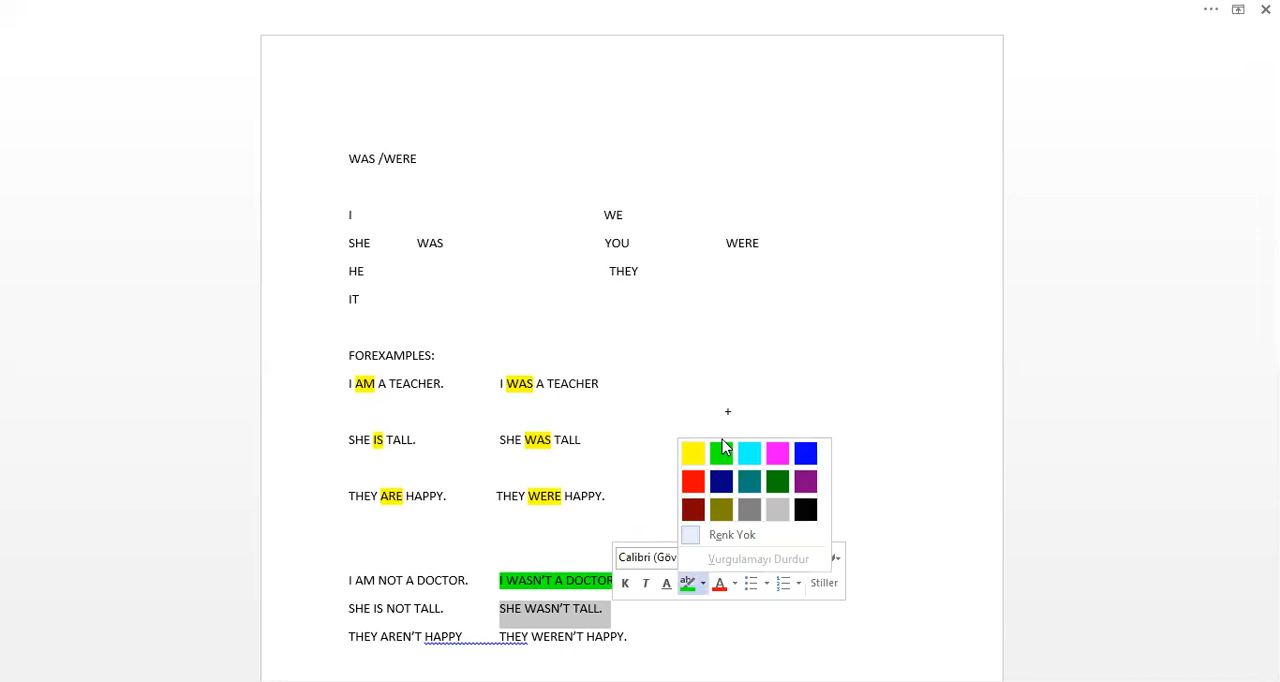 WAS /WERE
I WE
SHE WAS YOU WERE
HE THEY
IT
FOREXAMPLES:
I AM A TEACHER. I WAS A TEACHER
+
SHE IS TALL. SHE WAS TALL
THEY ARE HAPPY. THEY WERE HAPPY.
Renk Yok
Calibri (Göv
Vurgulamayı Durdur
I AM NOT A DOCTOR. I WASN'T A DOCTOR
K T A ab A Stiller
SHE IS NOT TALL. SHE WASN'T TALL.
THEY AREN'T HAPPY THEY WEREN'T HAPPY.